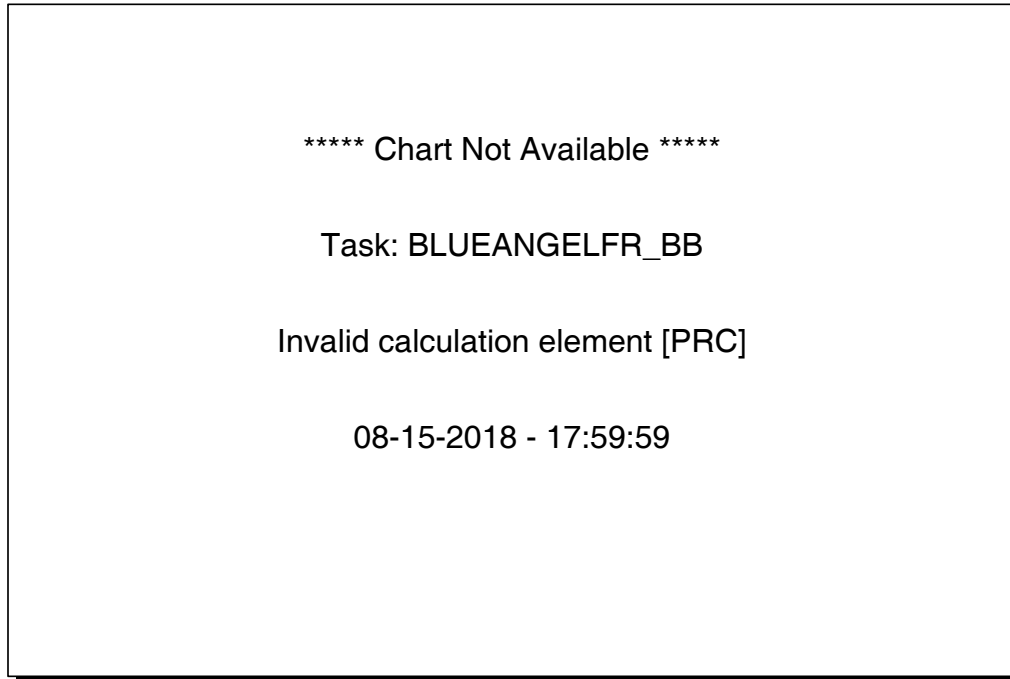 ***** Chart Not Available *****
Task: BLUEANGELFR_BB
Invalid calculation element [PRC]
08-15-2018 - 17:59:59